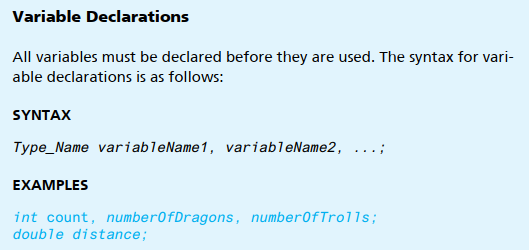 Variable Declarations
All variables must be declared before they are used. The syntax for vari-
able declarations is as follows:
SYNTAX
Type_Name variableName1, variableName2, ...;
EXAMPLES
int count, numberOfDragons, numberOfTrolls;
double distance;